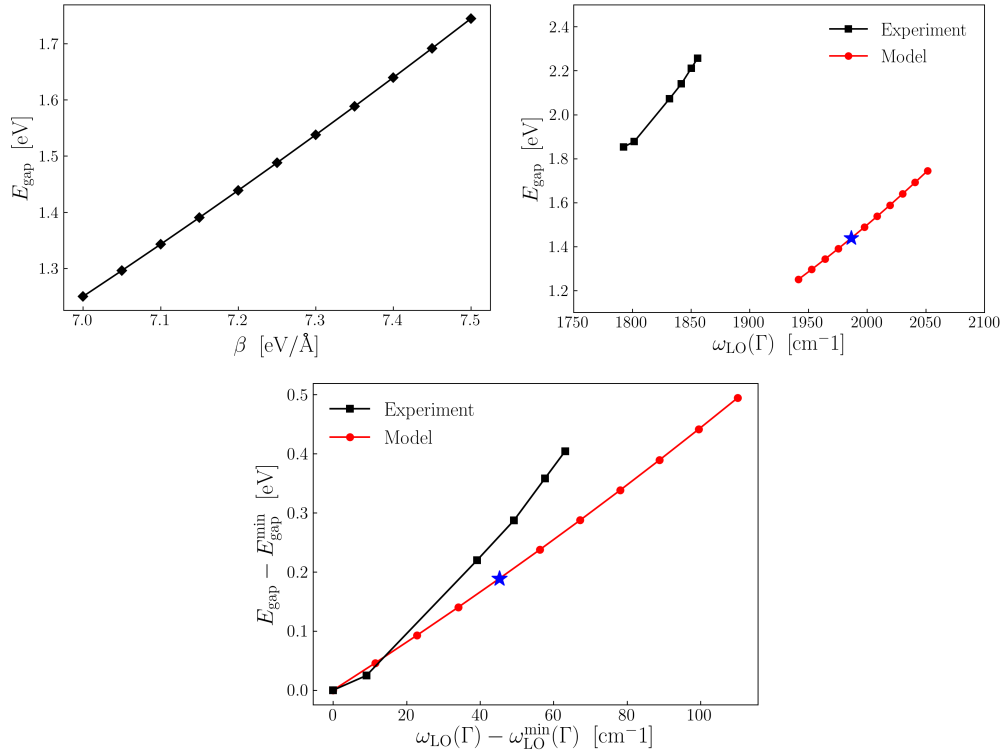 1.7
1.6
1.5
1.4
1.3
E_gap [eV]
7.0 7.1 7.2 7.3 7.4 7.5
β [eV/Å]
2.4
2.2
2.0
1.8
1.6
1.4
1.2
E_gap [eV]
Experiment
Model
1750 1800 1850 1900 1950 2000 2050 2100
ω_LO(Γ) [cm−1]
0.5
0.4
0.3
0.2
0.1
0.0
E_gap − E_gap^min [eV]
Experiment
Model
0 20 40 60 80 100
ω_LO(Γ) − ω_LO^min(Γ) [cm−1]